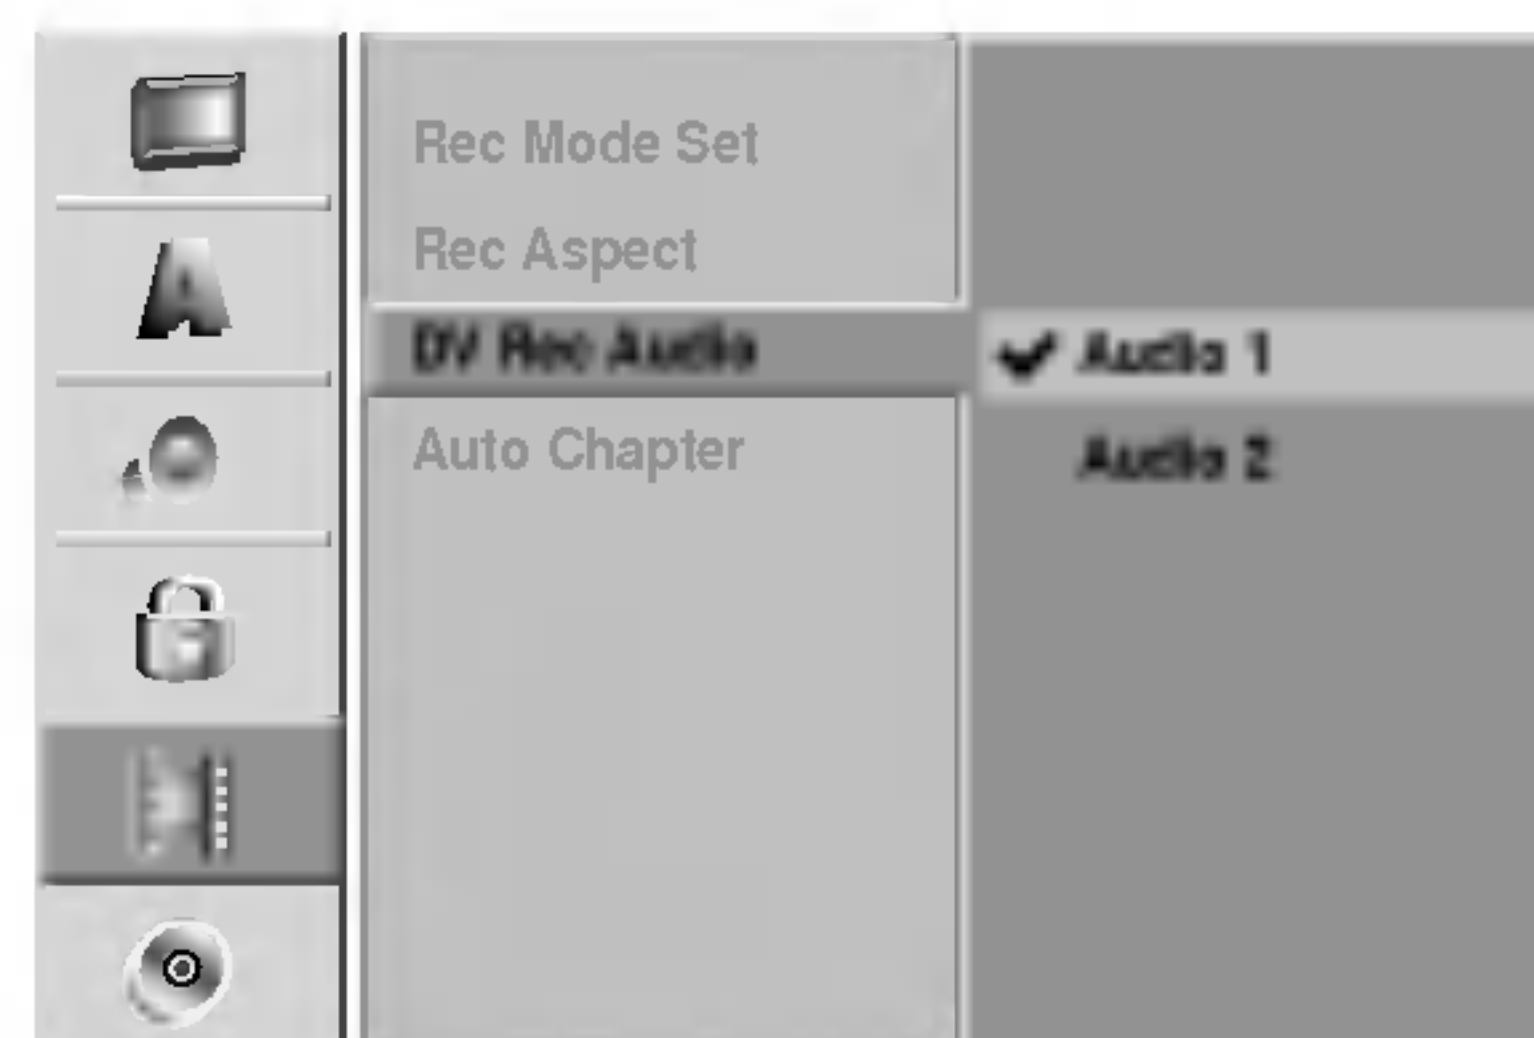 Rec Mode Set
Rec Aspect
DV Rec Audio
Auto Chapter
Audio 1
Audio 2